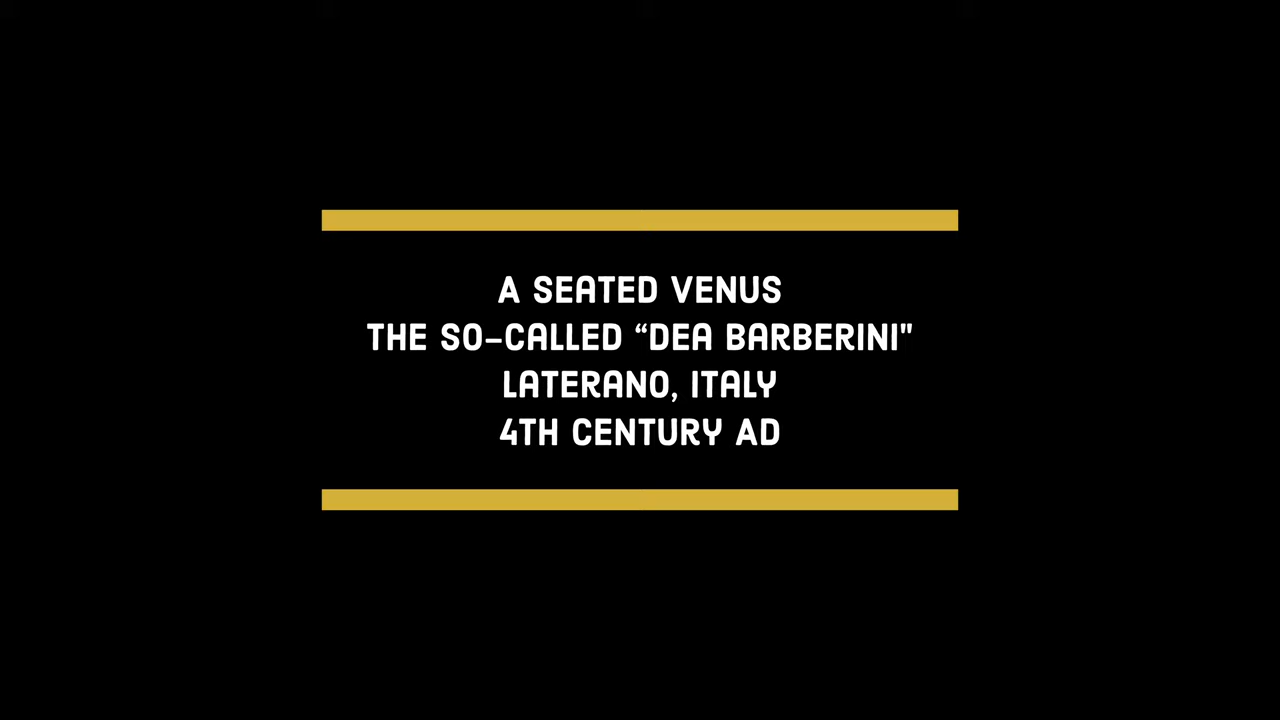 A SEATED VENUS
THE SO-CALLED “DEA BARBERINI"
LATERANO, ITALY
4TH CENTURY AD